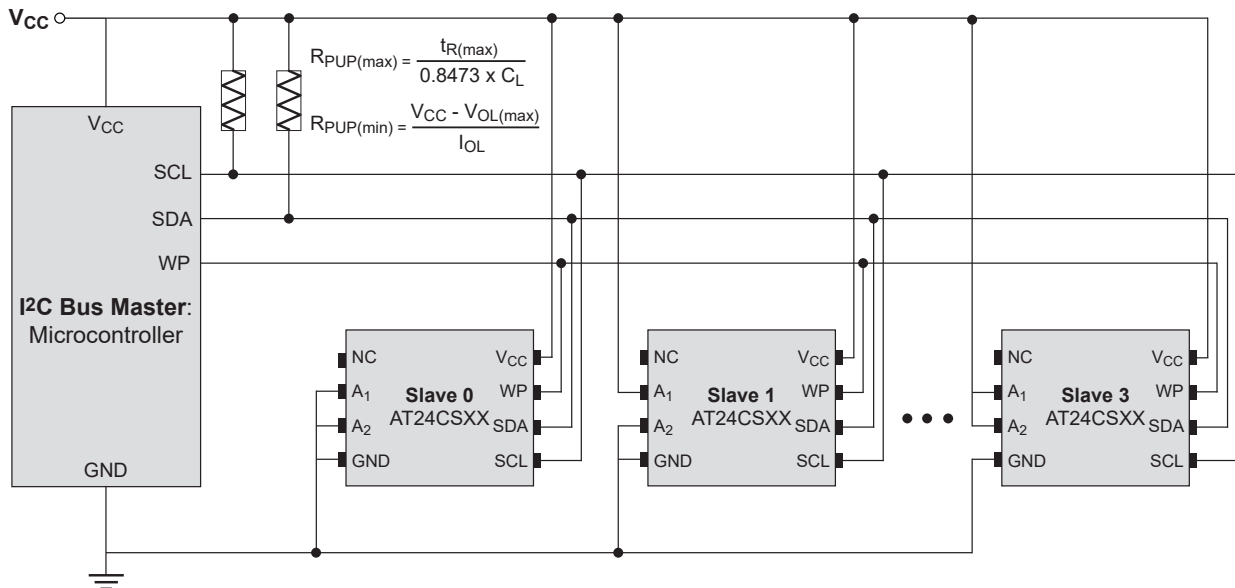 VCC
RPUP(max) = tR(max) / 0.8473 x CL
RPUP(min) = VCC - VOL(max) / IOL
VCC
SCL
SDA
WP
I2C Bus Master:
Microcontroller
GND
NC
A1
A2
GND
Slave 0
AT24CSXX
VCC
WP
SDA
SCL
NC
A1
A2
GND
Slave 1
AT24CSXX
VCC
WP
SDA
SCL
NC
A1
A2
GND
Slave 3
AT24CSXX
VCC
WP
SDA
SCL